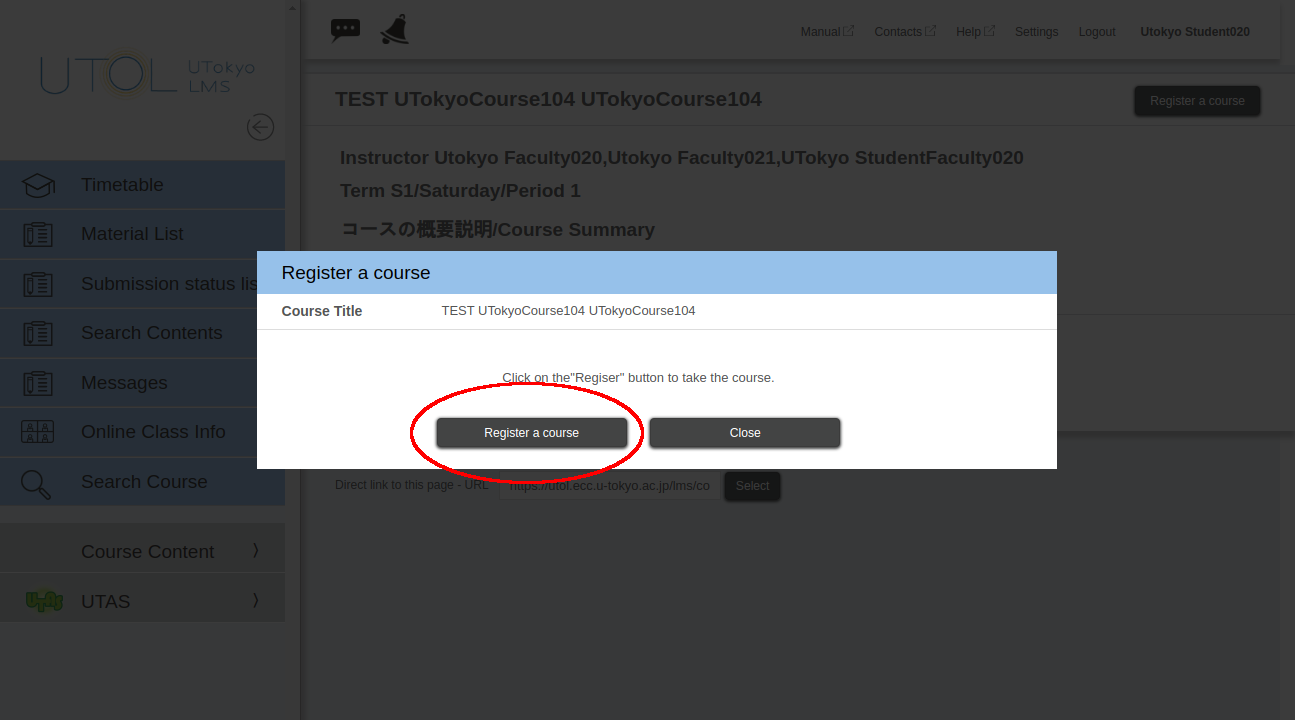 UTOL UTokyo LMS
Manual Contacts Help Settings Logout Utokyo Student020
TEST UTokyoCourse104 UTokyoCourse104
Register a course
Instructor Utokyo Faculty020,Utokyo Faculty021,UTokyo StudentFaculty020
Term S1/Saturday/Period 1
コースの概要説明/Course Summary
Timetable
Material List
Submission status lis
Search Contents
Messages
Online Class Info
Search Course
Course Content
UTAS UTAS
Register a course
Course Title TEST UTokyoCourse104 UTokyoCourse104
Click on the"Regiser" button to take the course.
Register a course Close
Direct link to this page - URL https://utol.ecc.u-tokyo.ac.jp/lms/co Select